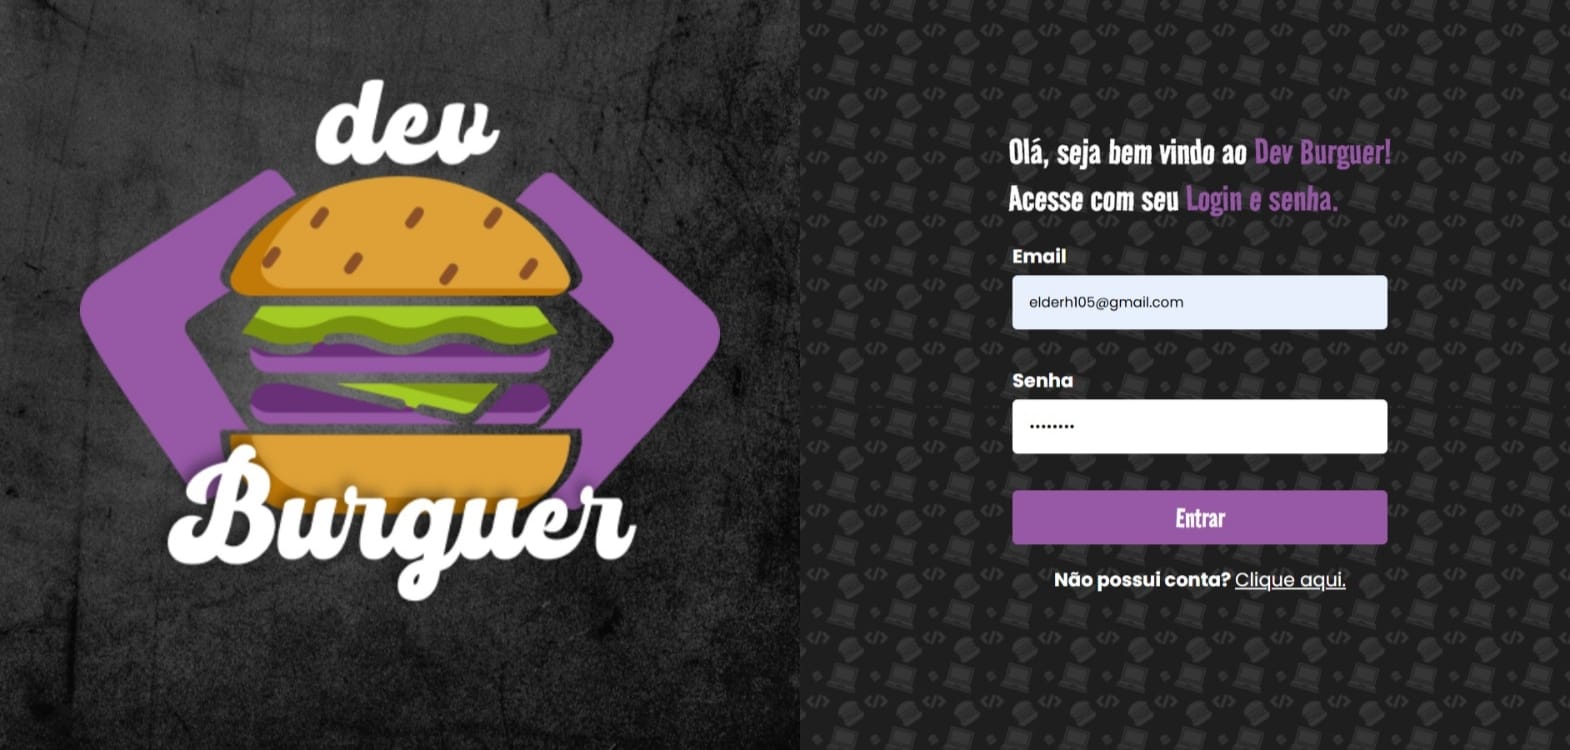 dev
Burguer
Olá, seja bem vindo ao Dev Burguer!
Acesse com seu Login e senha.
Email
elderh105@gmail.com
Senha
••••••••
Entrar
Não possui conta? Clique aqui.